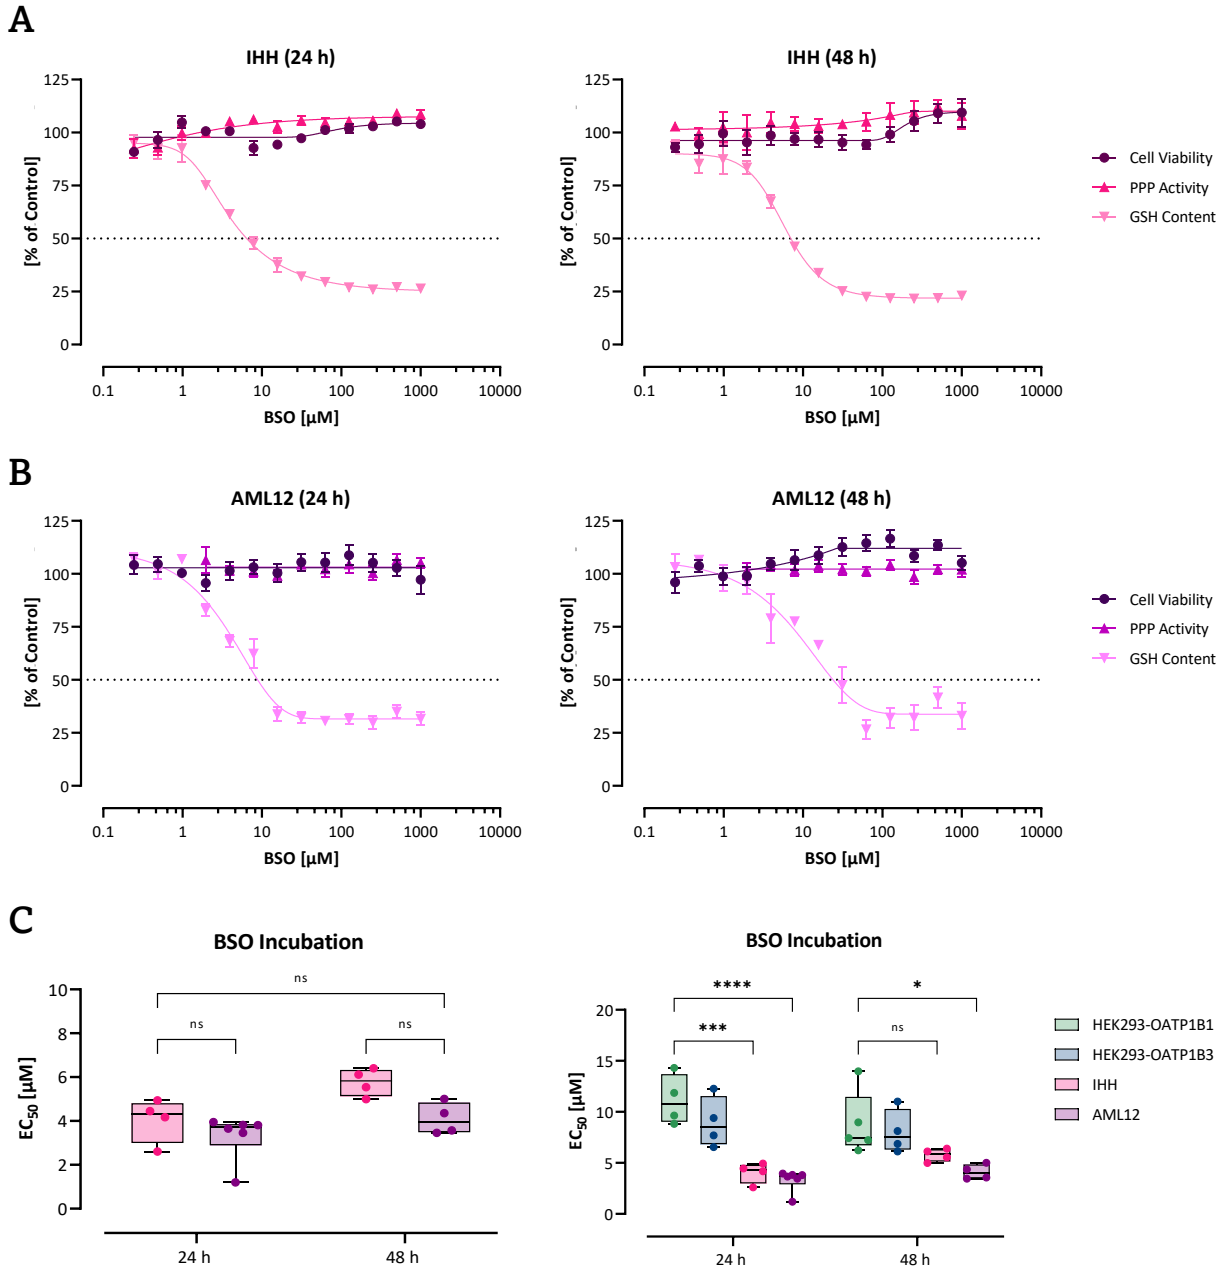 A
IHH (24 h)
[% of Control]
125
100
75
50
25
0
0.1
1
10
100
1000
10000
BSO [µM]
IHH (48 h)
[% of Control]
125
100
75
50
25
0
0.1
1
10
100
1000
10000
BSO [µM]
Cell Viability
PPP Activity
GSH Content
B
AML12 (24 h)
[% of Control]
125
100
75
50
25
0
0.1
1
10
100
1000
10000
BSO [µM]
AML12 (48 h)
[% of Control]
125
100
75
50
25
0
0.1
1
10
100
1000
10000
BSO [µM]
Cell Viability
PPP Activity
GSH Content
C
BSO Incubation
EC50 [µM]
10
8
6
4
2
0
ns
ns
ns
24 h
48 h
BSO Incubation
EC50 [µM]
20
15
10
5
0
****
***
*
ns
24 h
48 h
HEK293-OATP1B1
HEK293-OATP1B3
IHH
AML12